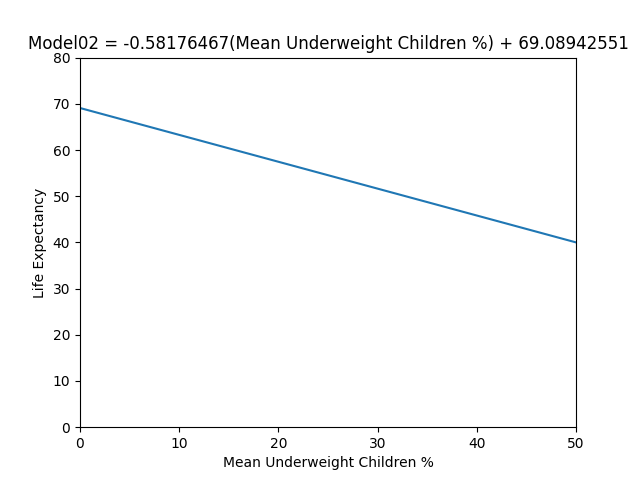 Model02 = -0.58176467(Mean Underweight Children %) + 69.08942551
80
70
60
50
40
30
20
10
0
Life Expectancy
0 10 20 30 40 50
Mean Underweight Children %